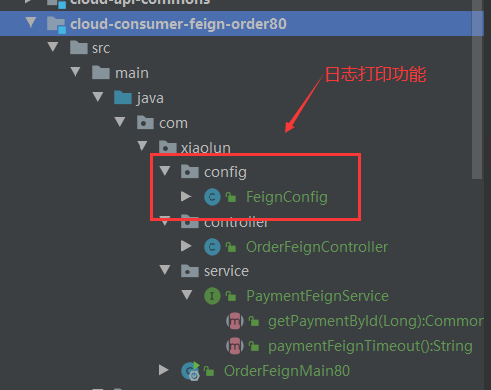 cloud-api-commons
cloud-consumer-feign-order80
src
main
日志打印功能
java
com
xiaolun
config
FeignConfig
controller
OrderFeignController
service
PaymentFeignService
getPaymentById(Long):Common
paymentFeignTimeout():String
OrderFeignMain80